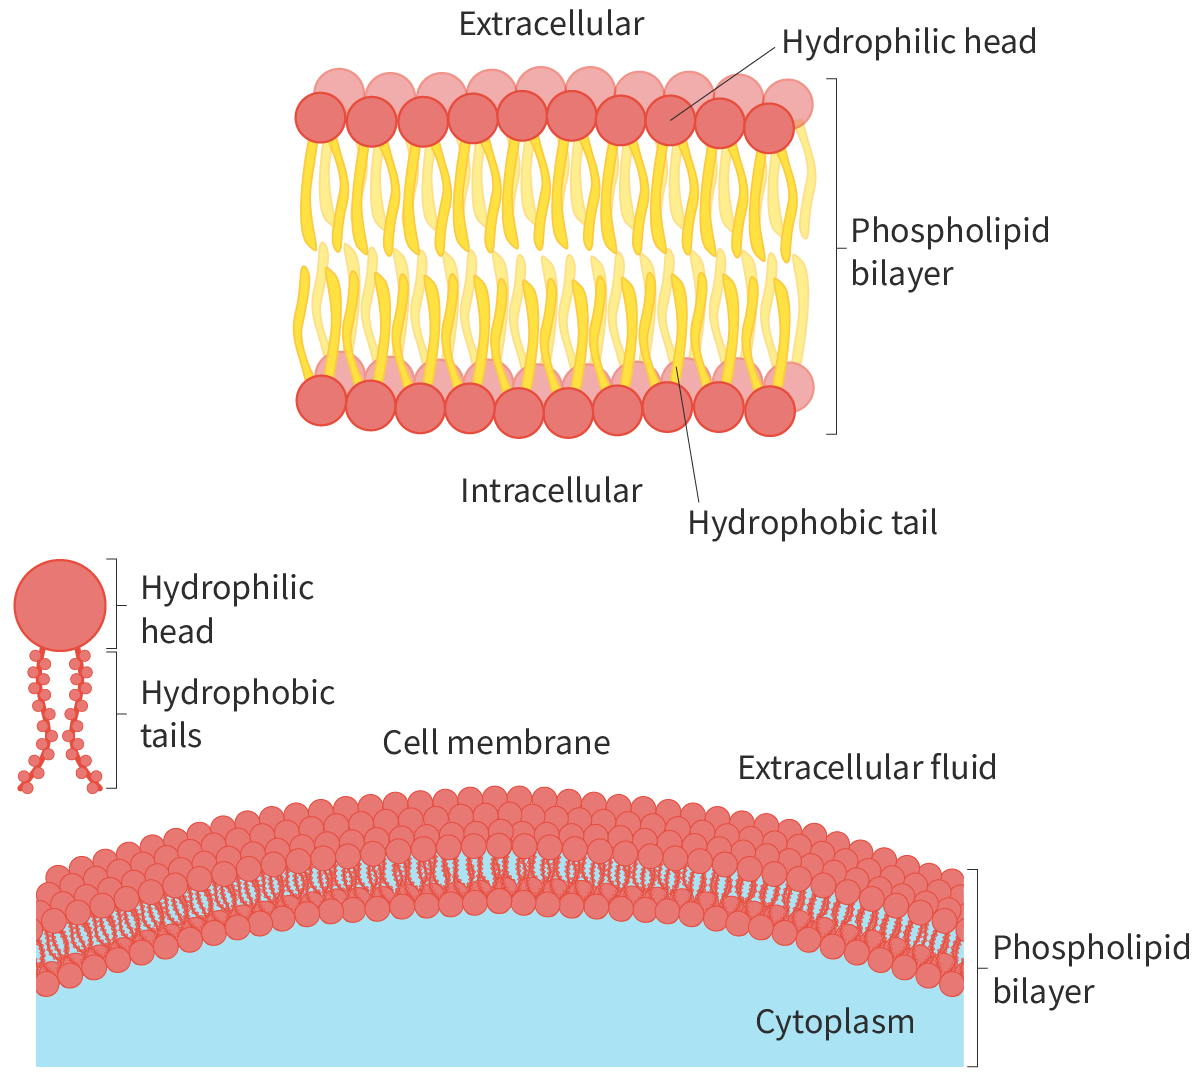 Extracellular
Hydrophilic head
Phospholipid
bilayer
Intracellular
Hydrophobic tail
Hydrophilic
head
Hydrophobic
tails
Cell membrane
Extracellular fluid
Phospholipid
bilayer
Cytoplasm